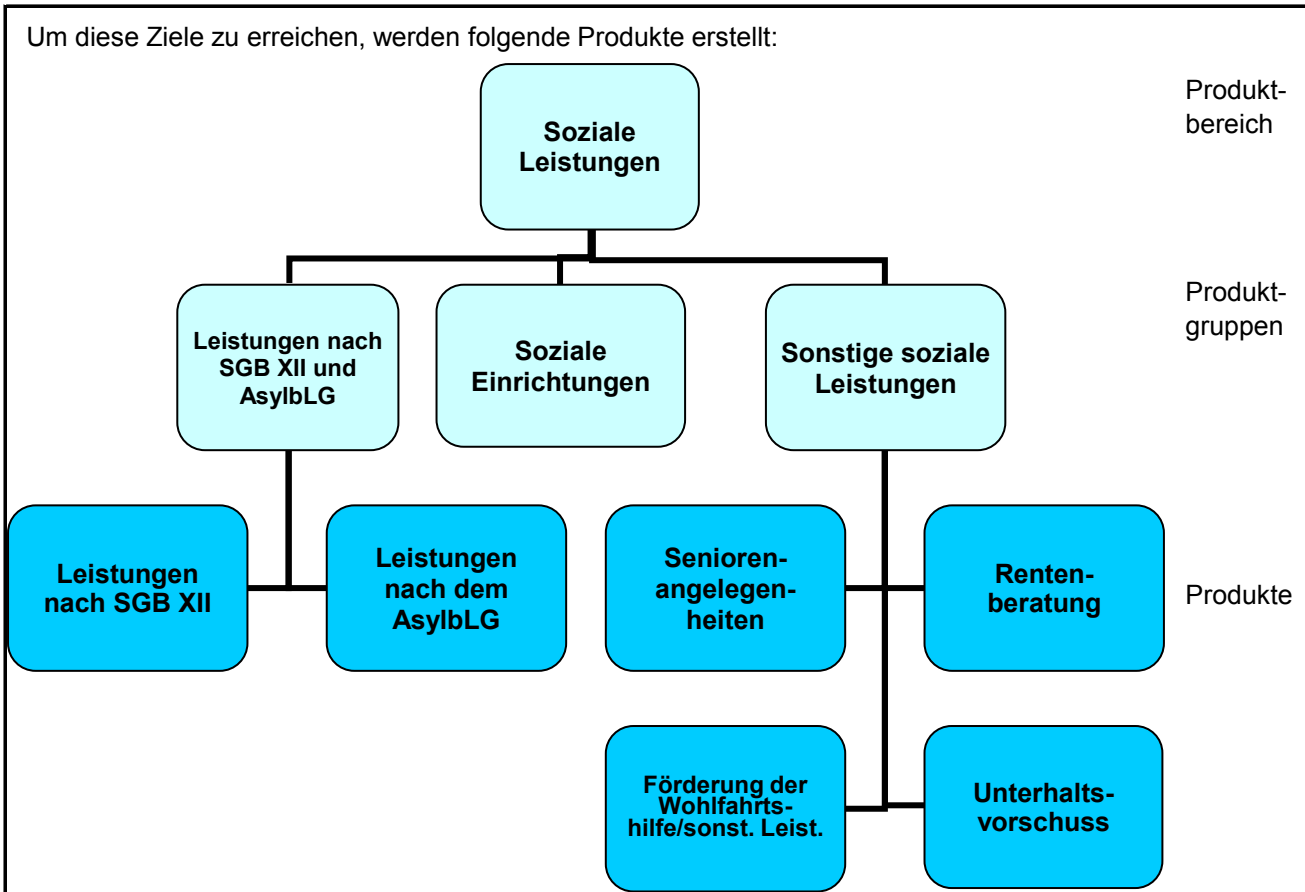 Um diese Ziele zu erreichen, werden folgende Produkte erstellt:
Produkt-
bereich
Soziale
Leistungen
Produkt-
gruppen
Leistungen nach
SGB XII und
AsylbLG
Soziale
Einrichtungen
Sonstige soziale
Leistungen
Leistungen
nach SGB XII
Leistungen
nach dem
AsylbLG
Senioren-
angelegen-
heiten
Renten-
beratung
Produkte
Förderung der
Wohlfahrts-
hilfe/sonst. Leist.
Unterhalts-
vorschuss